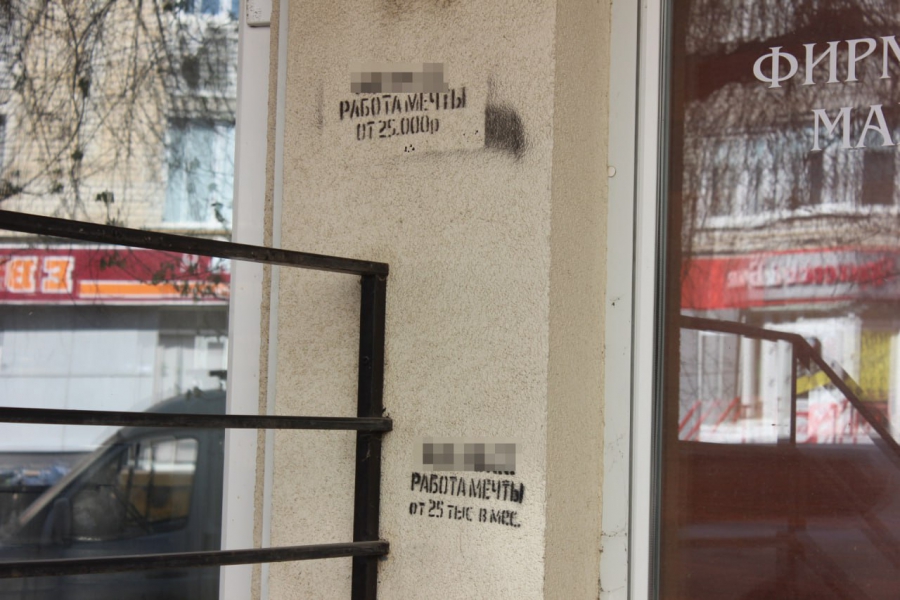 РАБОТА МЕЧТЫ
ОТ 25.000р
РАБОТА МЕЧТЫ
от 25 тыс в мес.
ФИРМ
МА